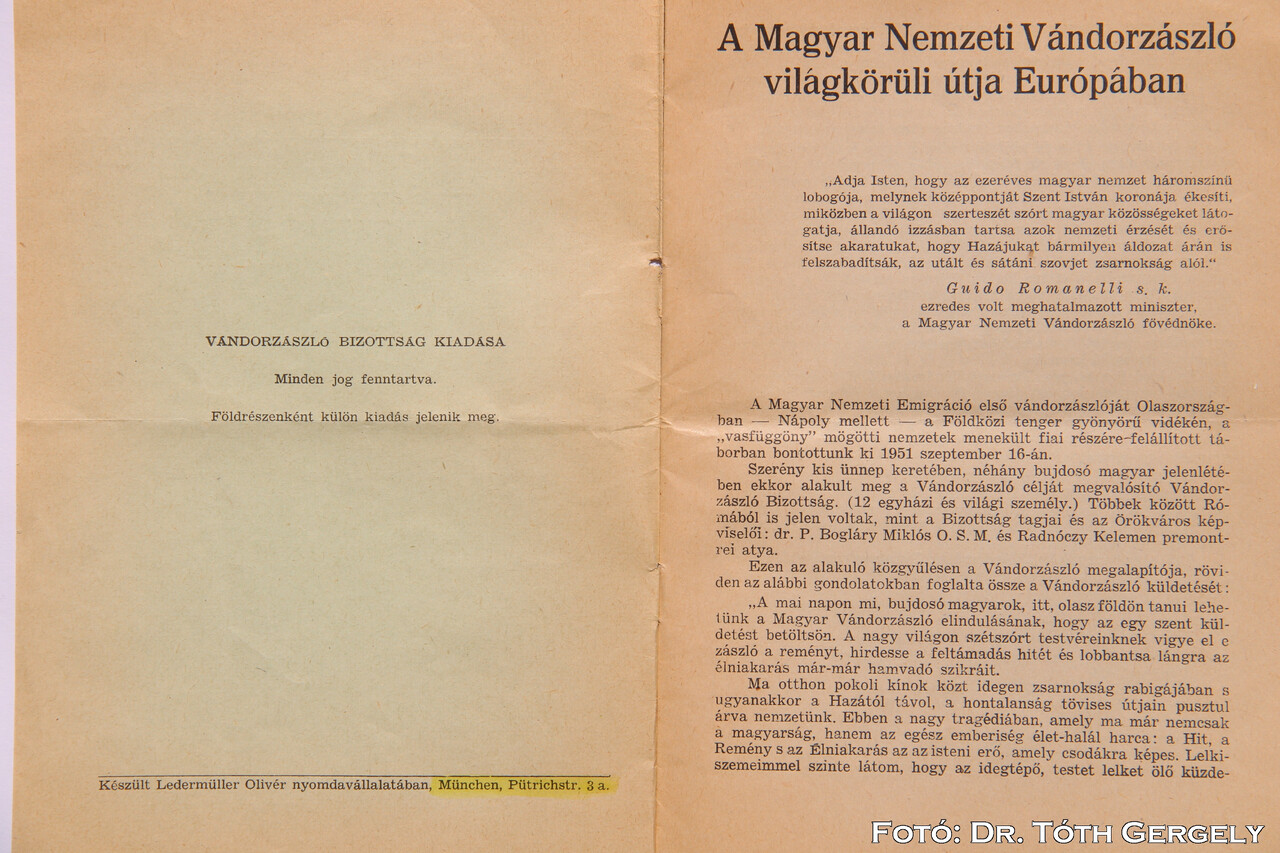 VÁNDORZÁSZLÓ BIZOTTSÁG KIADÁSA
Minden jog fenntartva.
Földrészenként külön kiadás jelenik meg.
Készült Ledermüller Olivér nyomdavállalatában, München, Pütrichstr. 3 a.
A Magyar Nemzeti Vándorzászló
világkörüli útja Európában
„Adja Isten, hogy az ezeréves magyar nemzet háromszínű
lobogója, melynek középpontját Szent István koronája ékesíti,
miközben a világon szerteszét szórt magyar közösségeket láto-
gatja, állandó izzásban tartsa azok nemzeti érzését és erő-
sítse akaratukat, hogy Hazájukat bármilyen áldozat árán is
felszabadítsák, az utált és sátáni szovjet zsarnokság alól.“
Guido Romanelli s. k.
ezredes volt meghatalmazott miniszter,
a Magyar Nemzeti Vándorzászló fővédnöke.
A Magyar Nemzeti Emigráció első vándorzászlóját Olaszország-
ban — Nápoly mellett — a Földközi tenger gyönyörű vidékén, a
„vasfüggöny” mögötti nemzetek menekült fiai részére felállított tá-
borban bontottunk ki 1951 szeptember 16-án.
Szerény kis ünnep keretében, néhány bujdosó magyar jelenlété-
ben ekkor alakult meg a Vándorzászló célját megvalósító Vándor-
zászló Bizottság. (12 egyházi és világi személy.) Többek között Ró-
mából is jelen voltak, mint a Bizottság tagjai és az Örökváros kép-
viselői: dr. P. Bogláry Miklós O. S. M. és Radnóczy Kelemen premont-
rei atya.
Ezen az alakuló közgyűlésen a Vándorzászló megalapítója, rövi-
den az alábbi gondolatokban foglalta össze a Vándorzászló küldetését:
„A mai napon mi, bujdosó magyarok, itt, olasz földön tanui lehe-
tünk a Magyar Vándorzászló elindulásának, hogy az egy szent kül-
detést betöltsön. A nagy világon szétszórt testvéreinknek vigye el e
zászló a reményt, hirdesse a feltámadás hitét és lobbantsa lángra az
élniakarás már-már hamvadó szikráit.
Ma otthon pokoli kínok közt idegen zsarnokság rabigájában s
ugyanakkor a Hazától távol, a hontalanság tövises útjain pusztul
árva nemzetünk. Ebben a nagy tragédiában, amely ma már nemcsak
a magyarság, hanem az egész emberiség élet-halál harca: a Hit, a
Remény s az Élniakarás az az isteni erő, amely csodákra képes. Lelki-
szemeimmel szinte látom, hogy az idegtépő, testet lelket ölő küzde-
Fotó: Dr. Tóth Gergely